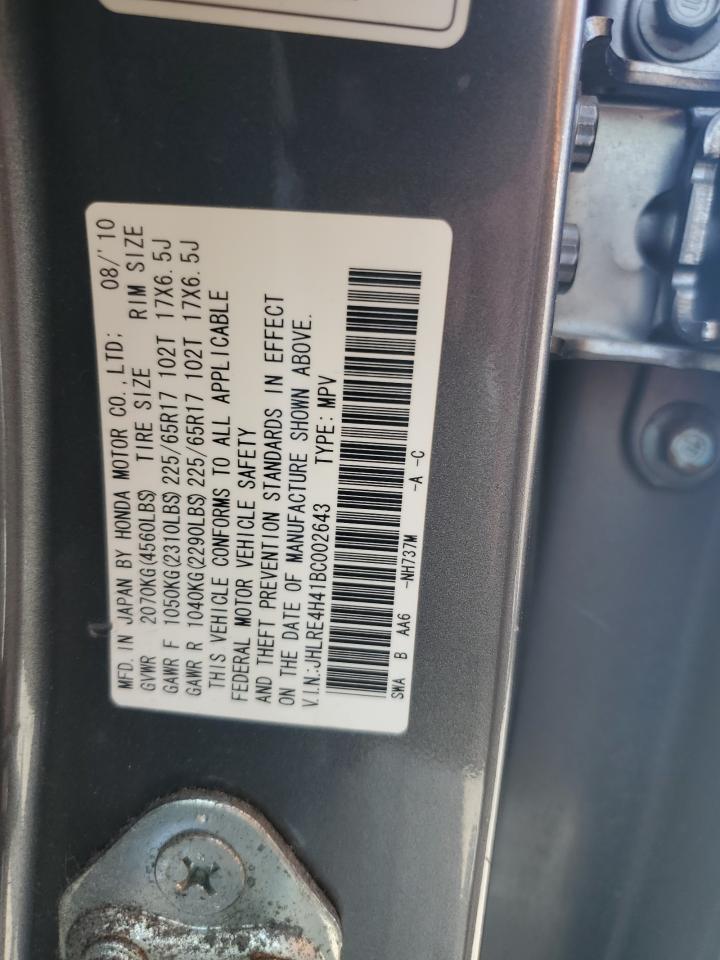 MFD. IN JAPAN BY HONDA MOTOR CO., LTD; 08/'10
GVWR 2070KG(4560LBS) TIRE SIZE RIM SIZE
GAWR F 1050KG(2310LBS) 225/65R17 102T 17X6.5J
GAWR R 1040KG(2290LBS) 225/65R17 102T 17X6.5J
THIS VEHICLE CONFORMS TO ALL APPLICABLE
FEDERAL MOTOR VEHICLE SAFETY
AND THEFT PREVENTION STANDARDS IN EFFECT
ON THE DATE OF MANUFACTURE SHOWN ABOVE.
V.I.N.:JHLRE4H41BC002643 TYPE: MPV
SWA B AA6 -NH737M -A -C